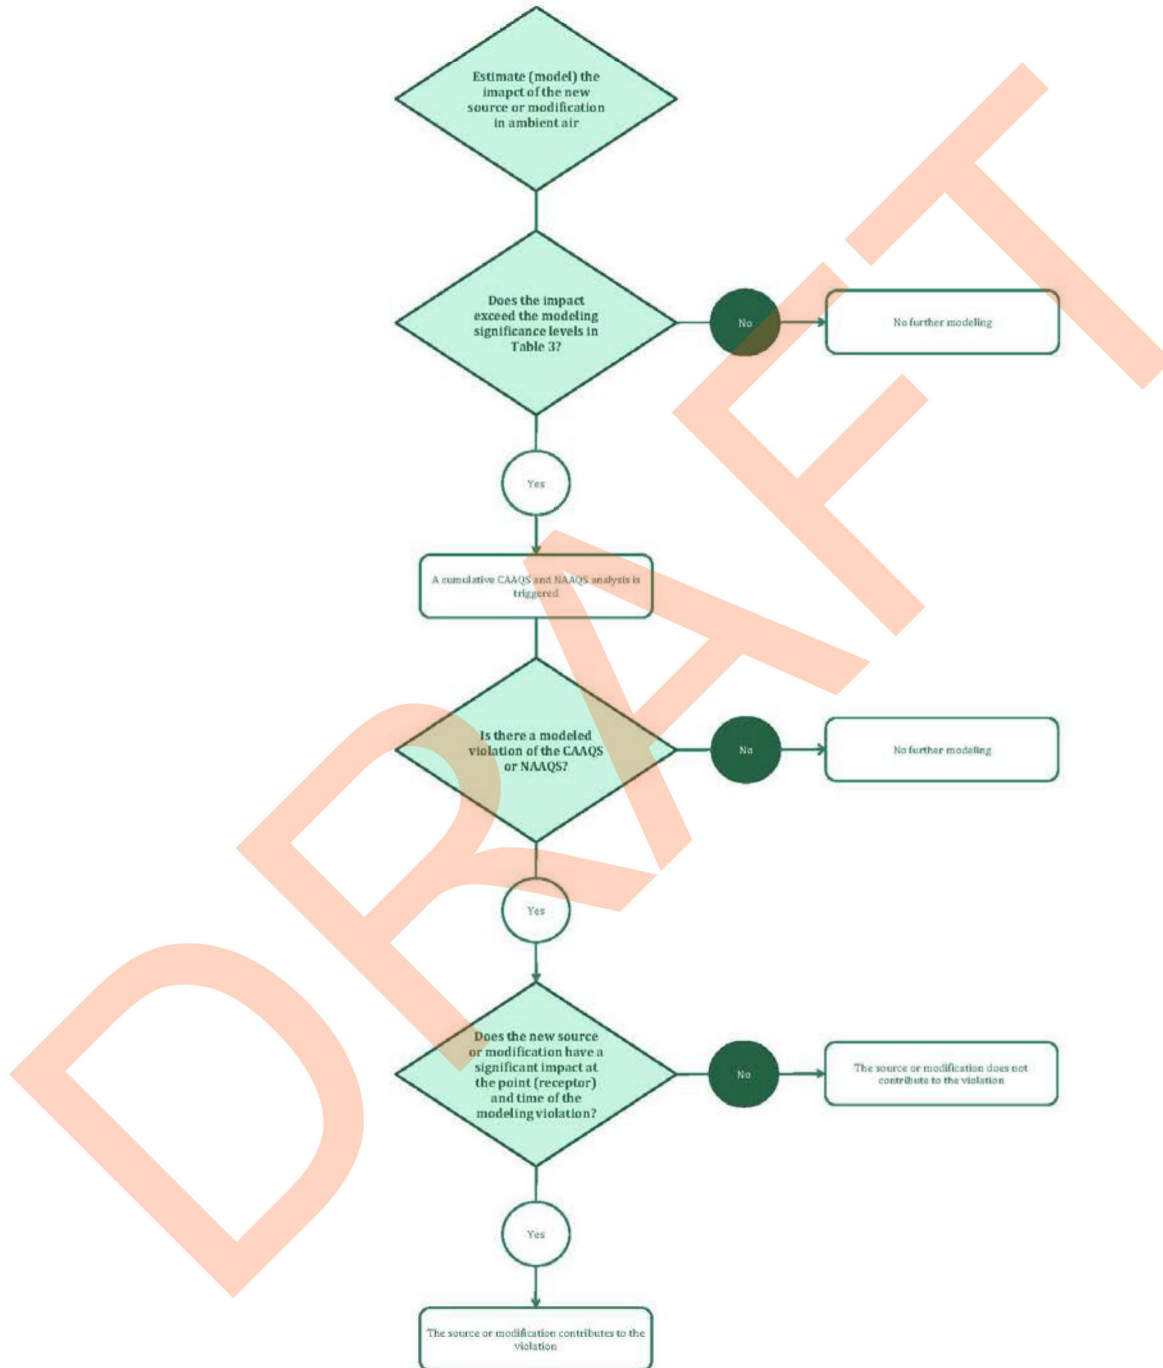 Estimate (model) the
imapct of the new
source or modification
in ambient air
Does the impact
exceed the modeling
significance levels in
Table 3?
No
No further modeling
Yes
A cumulative CAAQS and NAAQS analysis is
triggered
Is there a modeled
violation of the CAAQS
or NAAQS?
No
No further modeling
Yes
Does the new source
or modification have a
significant impact at
the point (receptor)
and time of the
modeling violation?
No
The source or modification does not
contribute to the violation
Yes
The source or modification contributes to the
violation
DRAFT